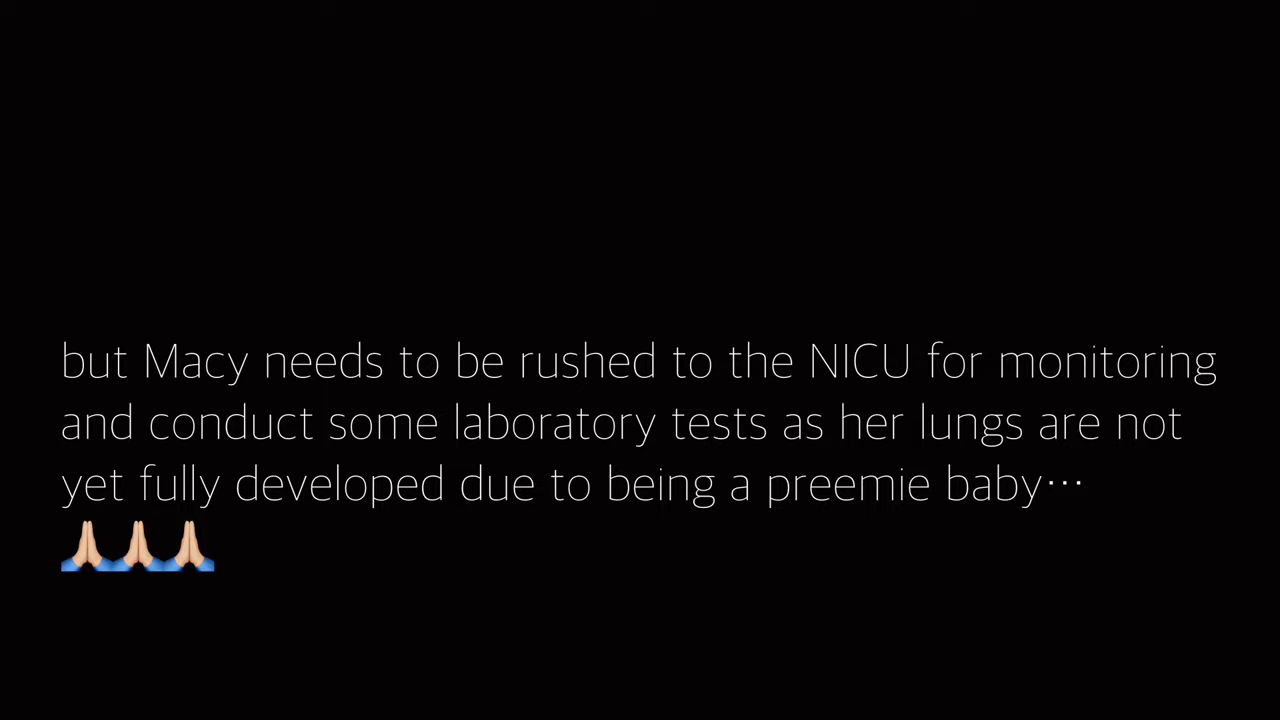 but Macy needs to be rushed to the NICU for monitoring
and conduct some laboratory tests as her lungs are not
yet fully developed due to being a preemie baby⋯
🙏🏻🙏🏻🙏🏻